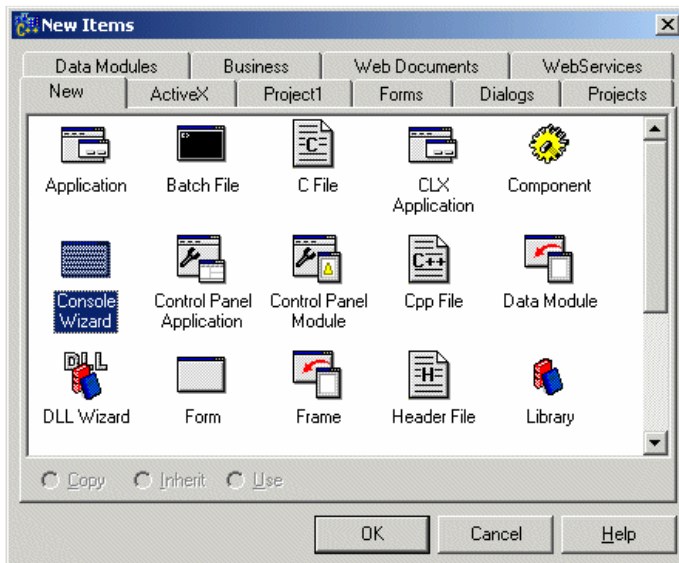 New Items
Data Modules Business Web Documents WebServices
New ActiveX Project1 Forms Dialogs Projects
Application Batch File C File CLX Application Component
Console Wizard Control Panel Application Control Panel Module Cpp File Data Module
DLL Wizard Form Frame Header File Library
Copy Inherit Use
OK Cancel Help